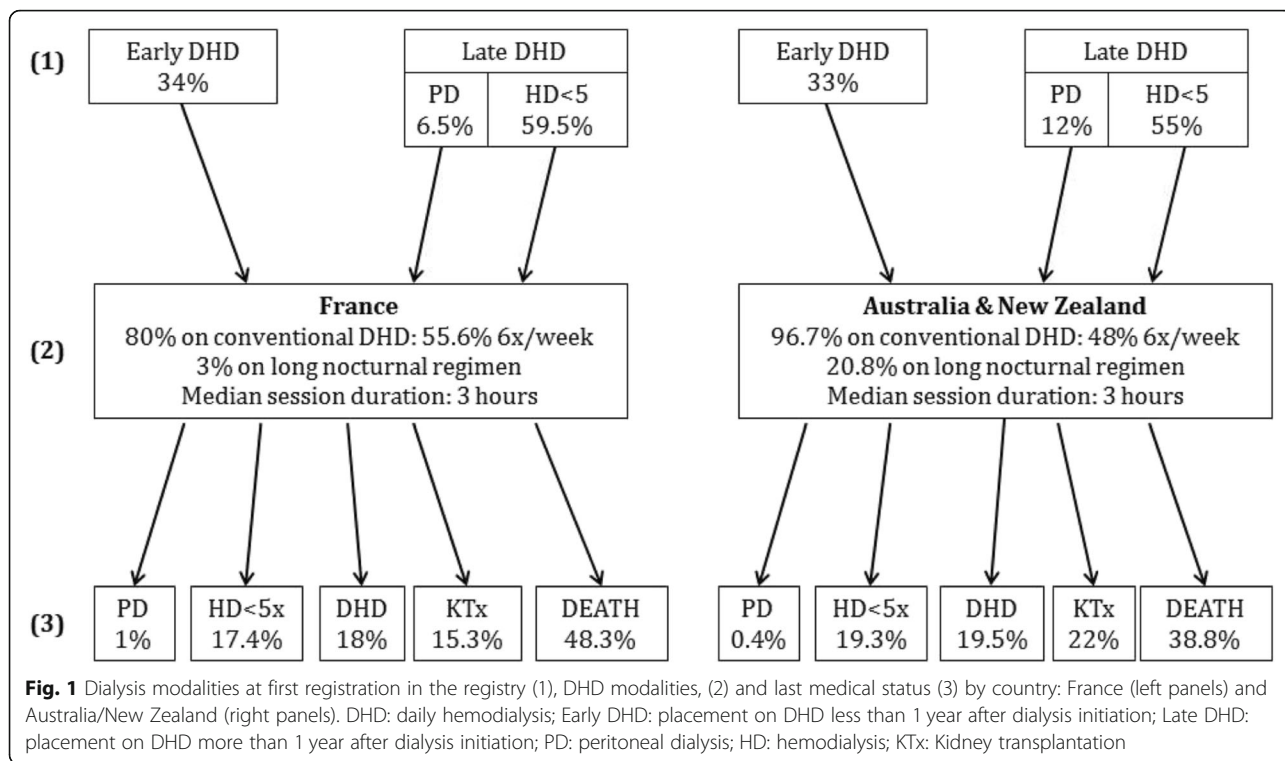 (1)
Early DHD
34%
Late DHD
PD
6.5%
HD<5
59.5%
Early DHD
33%
Late DHD
PD
12%
HD<5
55%
(2)
France
80% on conventional DHD: 55.6% 6x/week
3% on long nocturnal regimen
Median session duration: 3 hours
Australia & New Zealand
96.7% on conventional DHD: 48% 6x/week
20.8% on long nocturnal regimen
Median session duration: 3 hours
(3)
PD
1%
HD<5x
17.4%
DHD
18%
KTx
15.3%
DEATH
48.3%
PD
0.4%
HD<5x
19.3%
DHD
19.5%
KTx
22%
DEATH
38.8%
Fig. 1 Dialysis modalities at first registration in the registry (1), DHD modalities, (2) and last medical status (3) by country: France (left panels) and
Australia/New Zealand (right panels). DHD: daily hemodialysis; Early DHD: placement on DHD less than 1 year after dialysis initiation; Late DHD:
placement on DHD more than 1 year after dialysis initiation; PD: peritoneal dialysis; HD: hemodialysis; KTx: Kidney transplantation